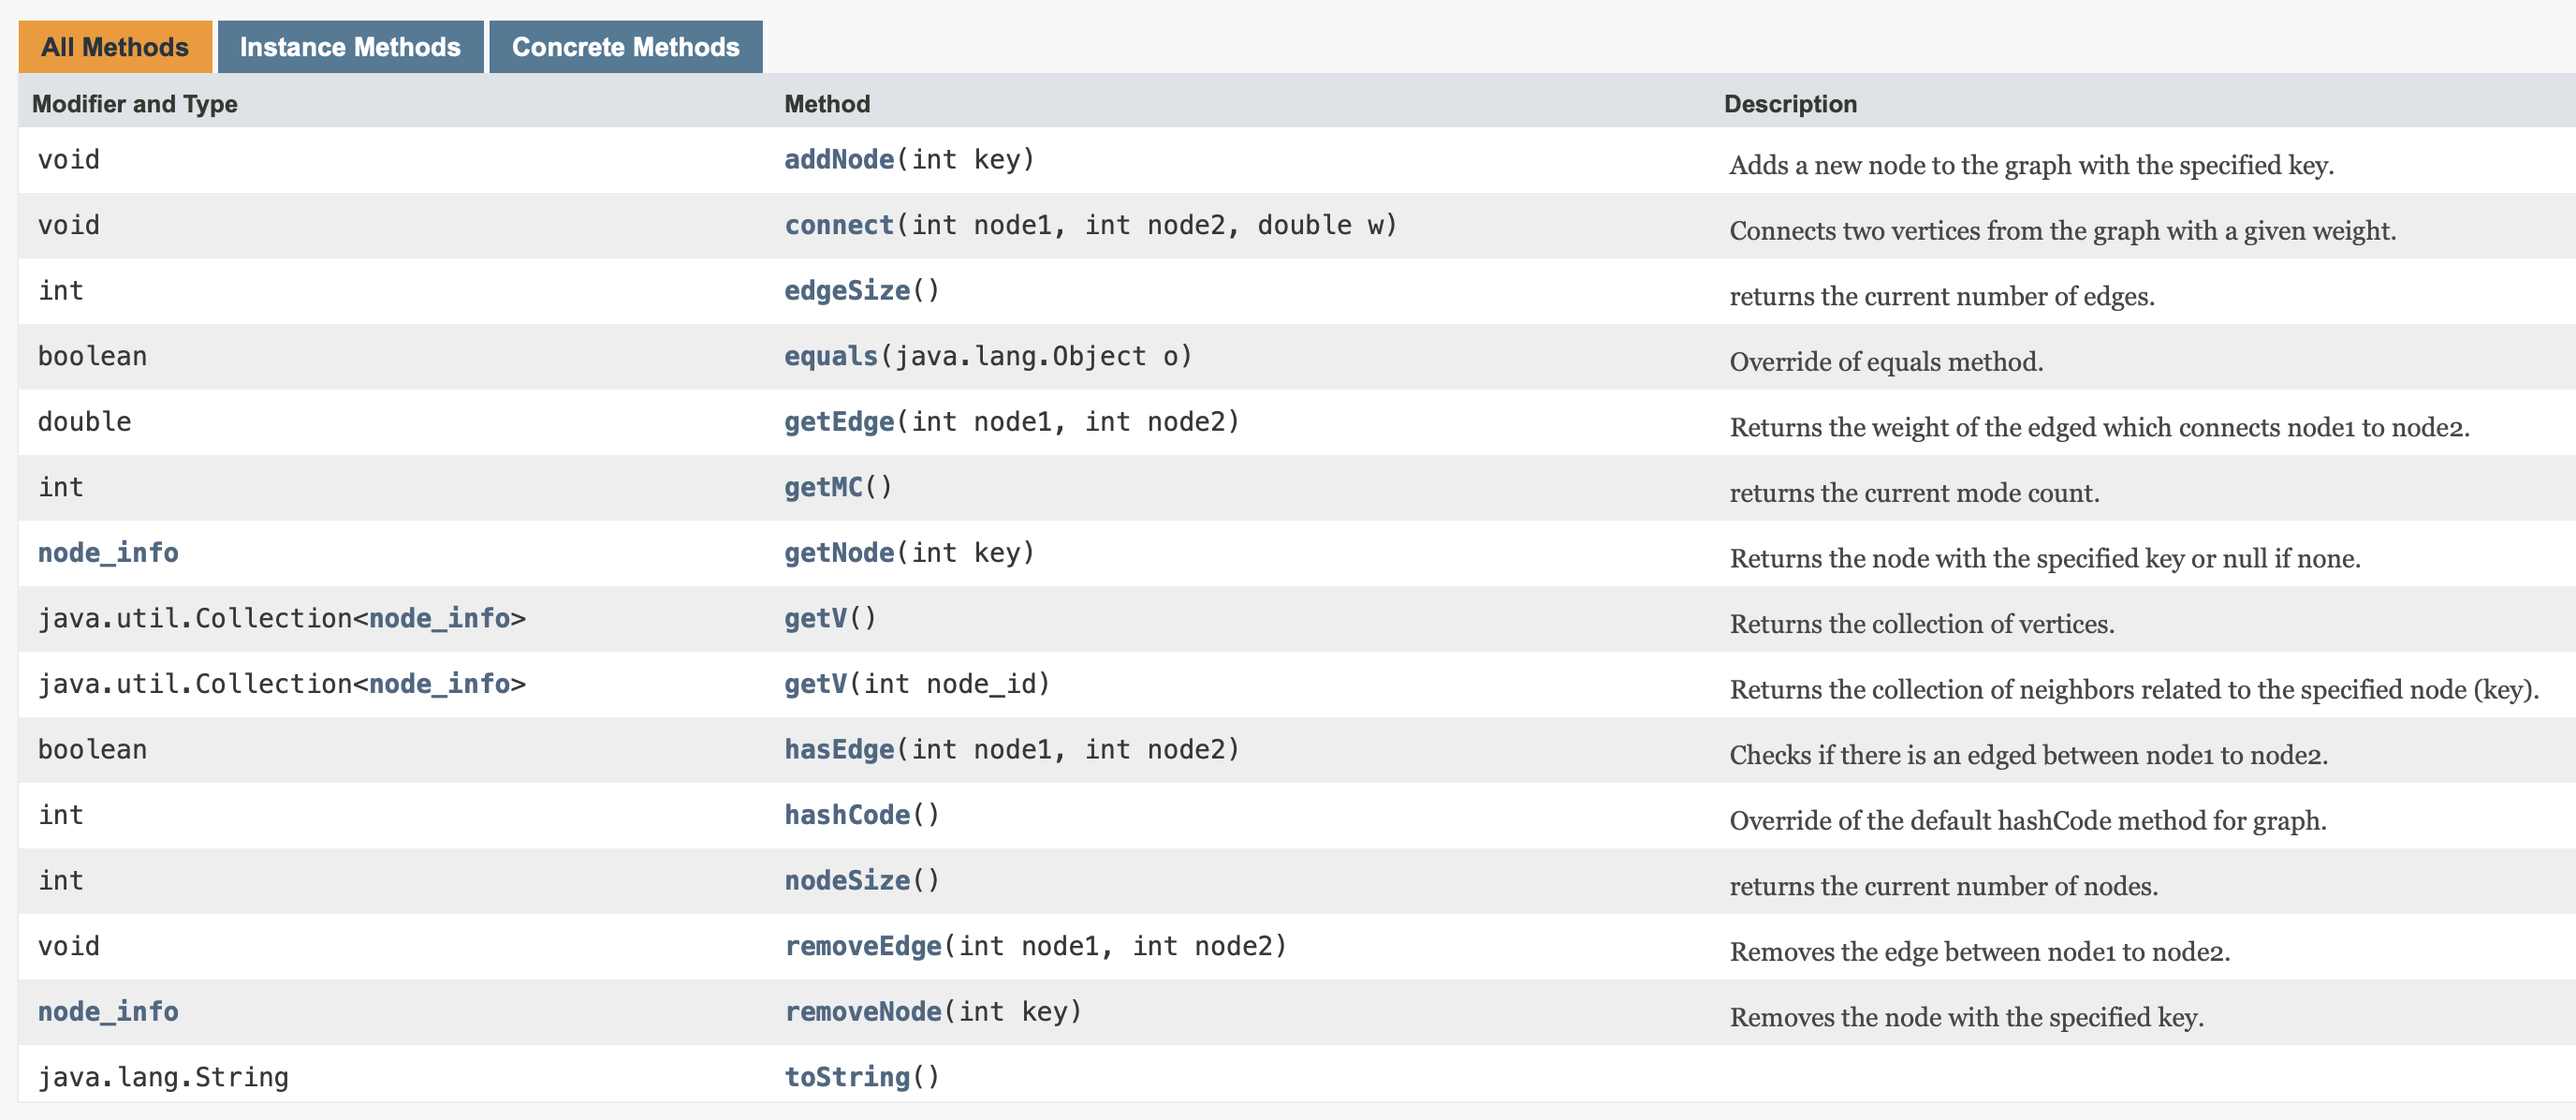 All Methods Instance Methods Concrete Methods
Modifier and Type Method Description
void addNode(int key) Adds a new node to the graph with the specified key.
void connect(int node1, int node2, double w) Connects two vertices from the graph with a given weight.
int edgeSize() returns the current number of edges.
boolean equals(java.lang.Object o) Override of equals method.
double getEdge(int node1, int node2) Returns the weight of the edged which connects node1 to node2.
int getMC() returns the current mode count.
node_info getNode(int key) Returns the node with the specified key or null if none.
java.util.Collection<node_info> getV() Returns the collection of vertices.
java.util.Collection<node_info> getV(int node_id) Returns the collection of neighbors related to the specified node (key).
boolean hasEdge(int node1, int node2) Checks if there is an edged between node1 to node2.
int hashCode() Override of the default hashCode method for graph.
int nodeSize() returns the current number of nodes.
void removeEdge(int node1, int node2) Removes the edge between node1 to node2.
node_info removeNode(int key) Removes the node with the specified key.
java.lang.String toString()